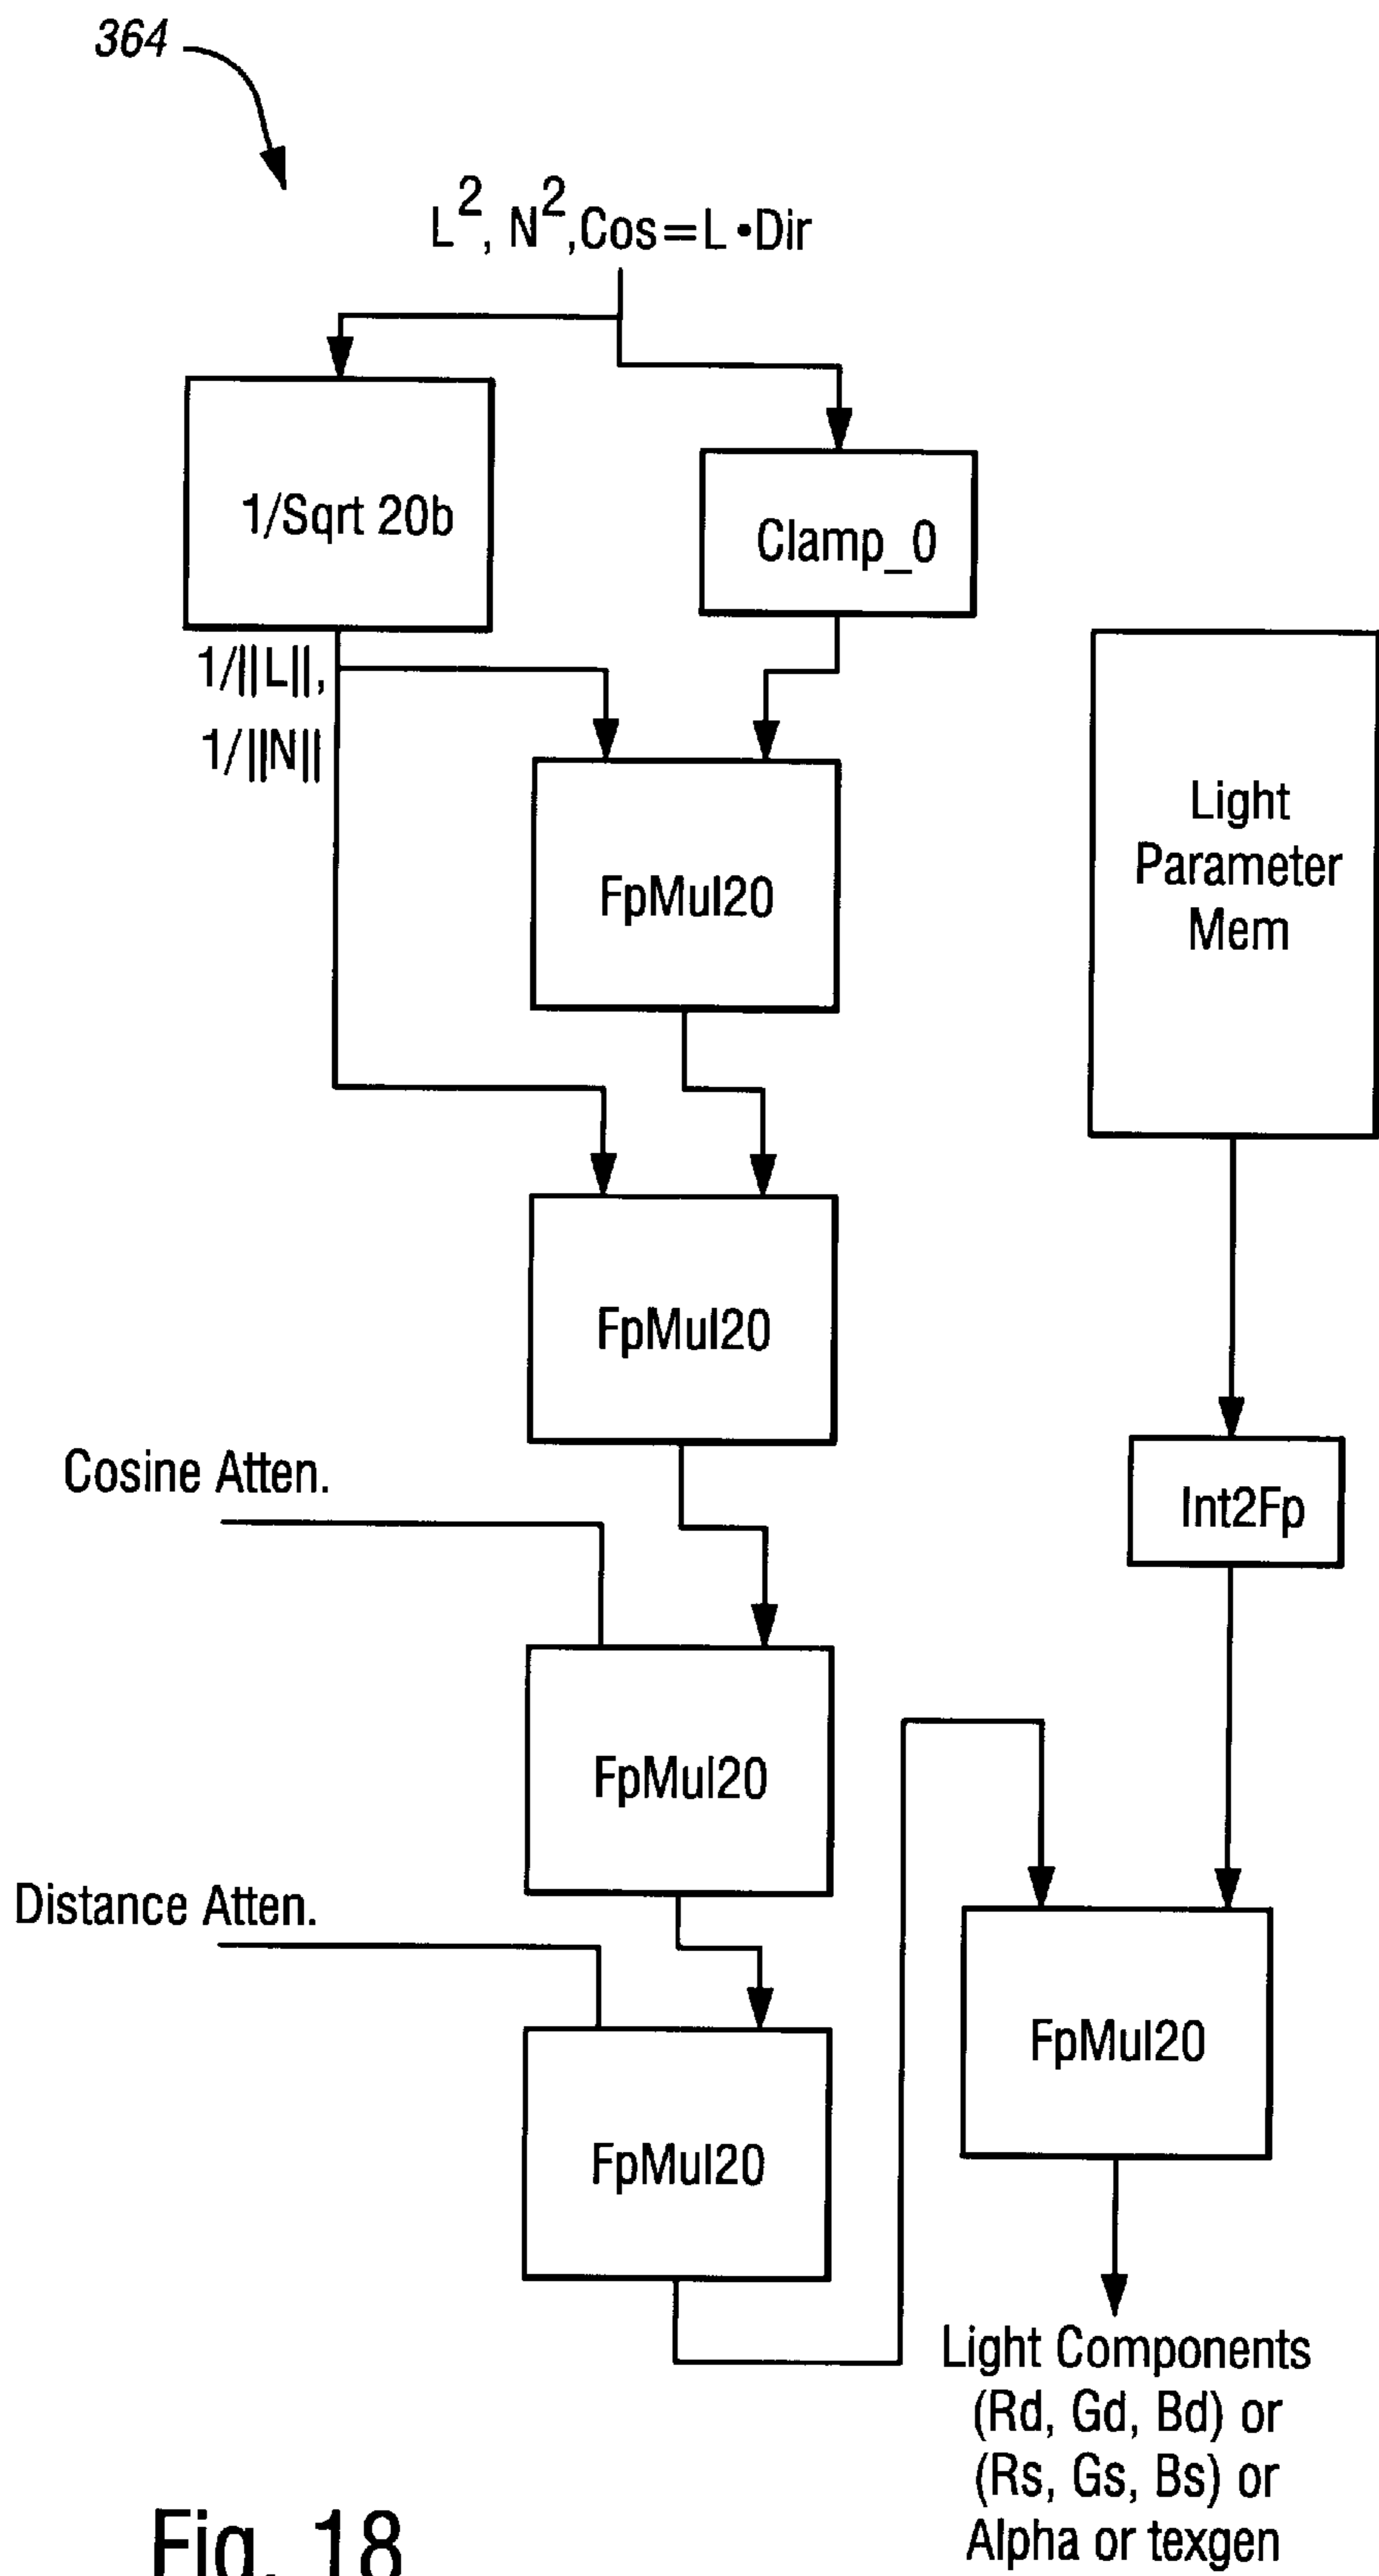 364
L², N²,Cos=L •Dir
1/Sqrt 20b
Clamp_0
1/||L||,
1/||N||
FpMul20
Light
Parameter
Mem
FpMul20
Cosine Atten.
Int2Fp
FpMul20
Distance Atten.
FpMul20
FpMul20
Light Components
(Rd, Gd, Bd) or
(Rs, Gs, Bs) or
Alpha or texgen
Fig. 18